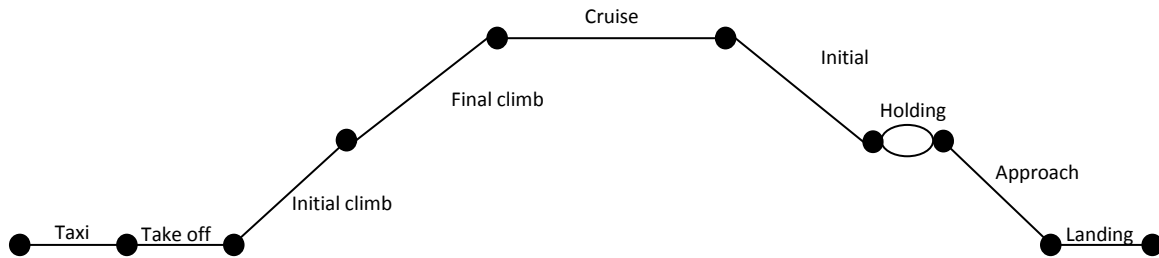 Cruise
Initial
Final climb
Holding
Approach
Initial climb
Taxi
Take off
Landing